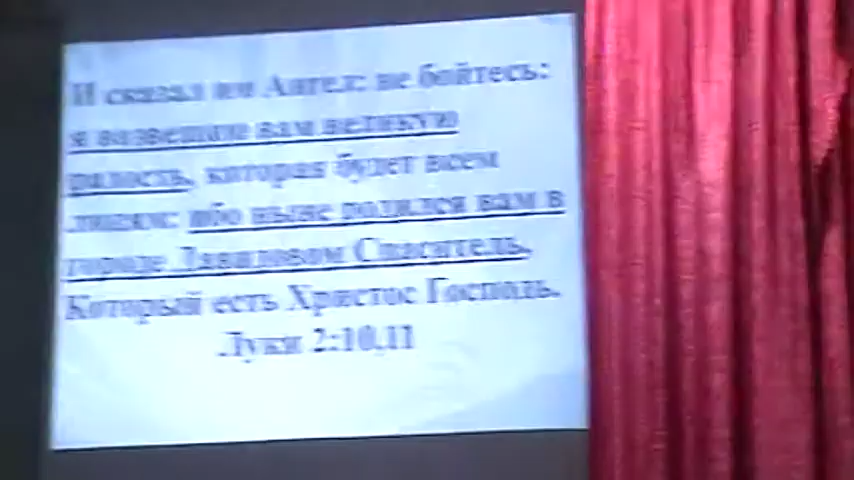 И сказал им Ангел: не бойтесь:
я возвещаю вам великую
радость, которая будет всем
людям: ибо ныне родился вам в
городе Давидовом Спаситель,
Который есть Христос Господь.
Луки 2:10,11